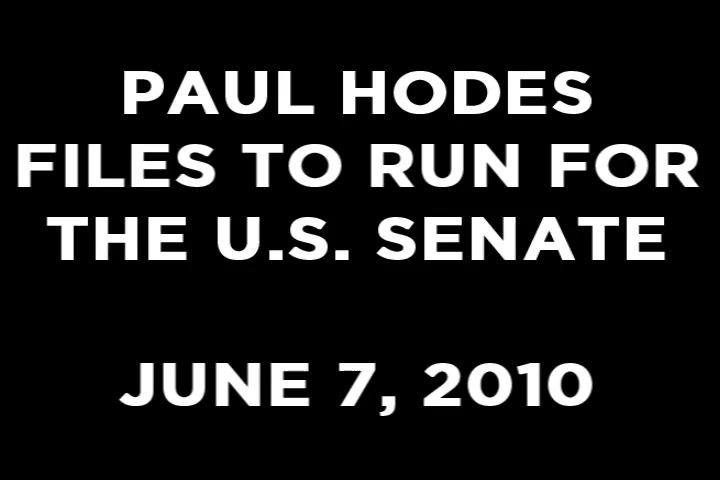 PAUL HODES
FILES TO RUN FOR
THE U.S. SENATE
JUNE 7, 2010